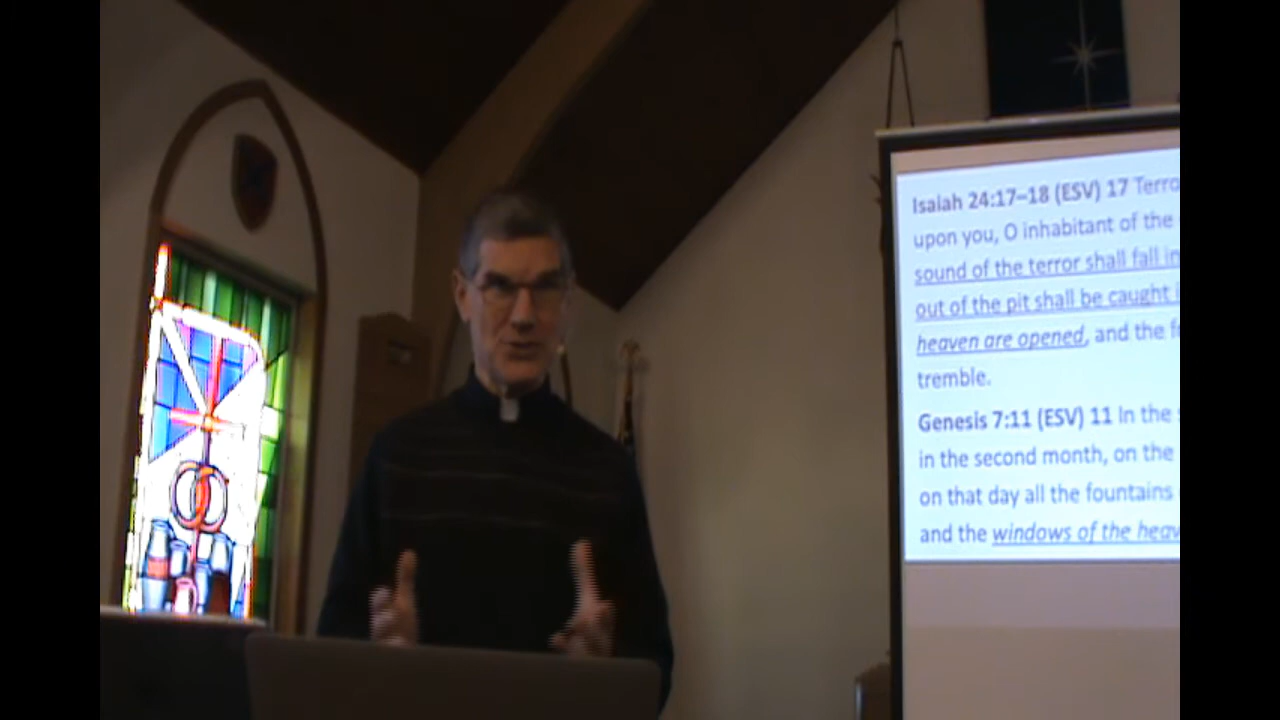 Isaiah 24:17–18 (ESV) 17 Terro
upon you, O inhabitant of the
sound of the terror shall fall in
out of the pit shall be caught i
heaven are opened, and the f
tremble.
Genesis 7:11 (ESV) 11 In the s
in the second month, on the
on that day all the fountains
and the windows of the heav